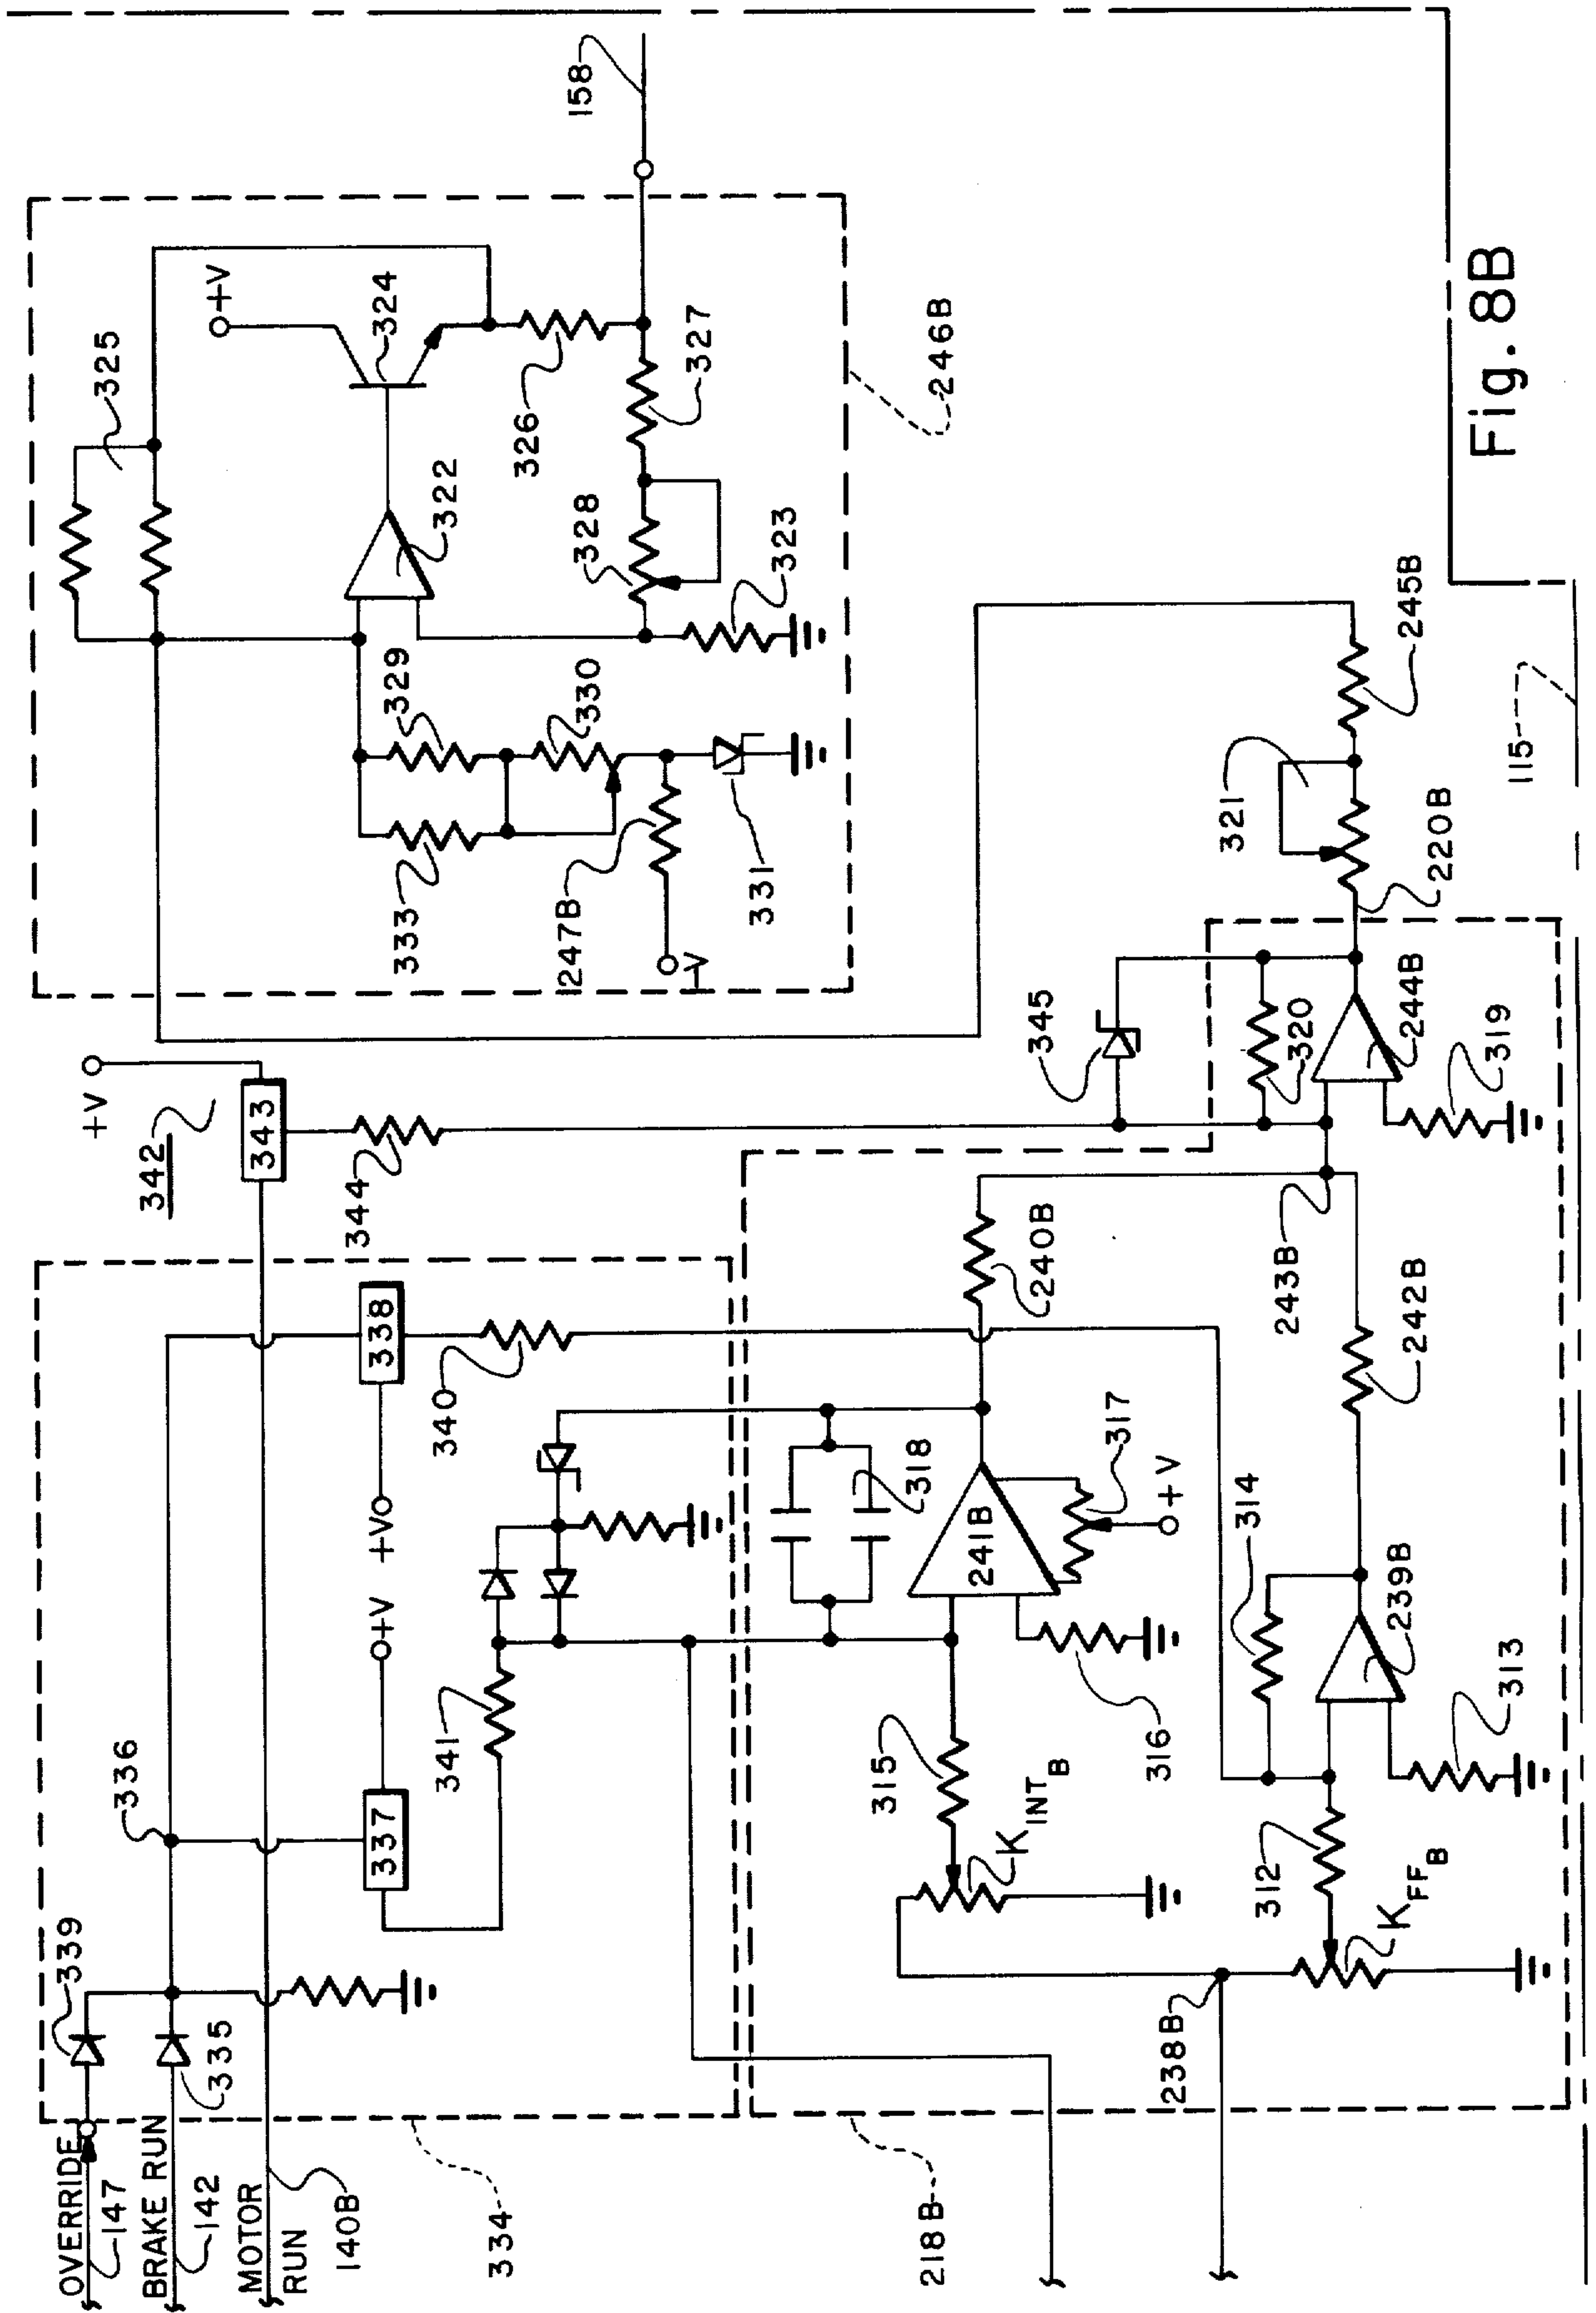 158
+V
325
324
326
327
246B
322
328
323
329
330
333
1247B
331
+V
Fig. 8B
245B
115
321
220B
+V
342
343
344
345
320
244B
319
338
340
+V
+V
336
337
341
339
335
OVERRIDE
147
BRAKE RUN
142
MOTOR
RUN
140B
334
240B
243B
242B
318
241B
317
+V
314
239B
313
315
316
K INT B
312
K FF B
238B
218B